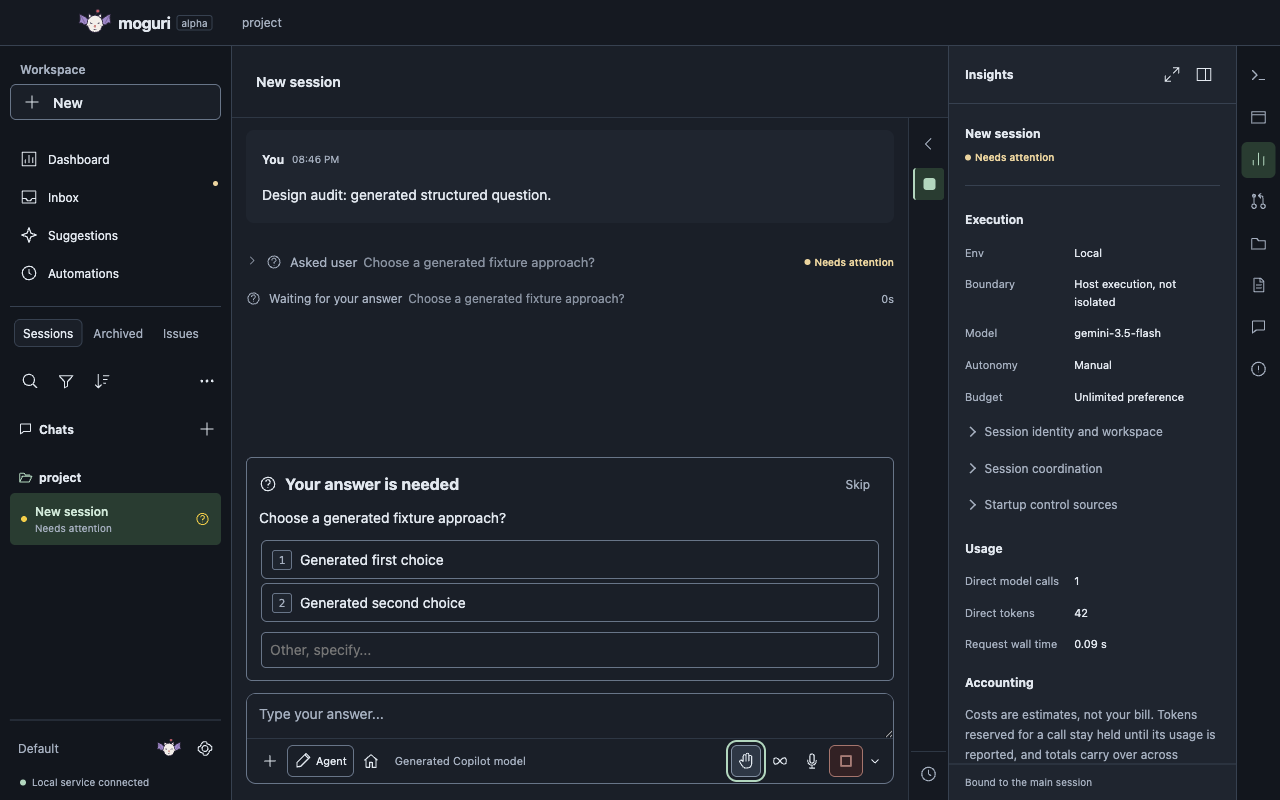 moguri alpha project
Workspace
New
Dashboard
Inbox
Suggestions
Automations
Sessions Archived Issues
Chats
project
New session
Needs attention
Default
Local service connected
New session
You 08:46 PM
Design audit: generated structured question.
Asked user Choose a generated fixture approach? Needs attention
Waiting for your answer Choose a generated fixture approach? 0s
Your answer is needed Skip
Choose a generated fixture approach?
1 Generated first choice
2 Generated second choice
Other, specify...
Type your answer...
Agent Generated Copilot model
Insights
New session
Needs attention
Execution
Env Local
Boundary Host execution, not
isolated
Model gemini-3.5-flash
Autonomy Manual
Budget Unlimited preference
Session identity and workspace
Session coordination
Startup control sources
Usage
Direct model calls 1
Direct tokens 42
Request wall time 0.09 s
Accounting
Costs are estimates, not your bill. Tokens
reserved for a call stay held until its usage is
reported, and totals carry over across
Bound to the main session